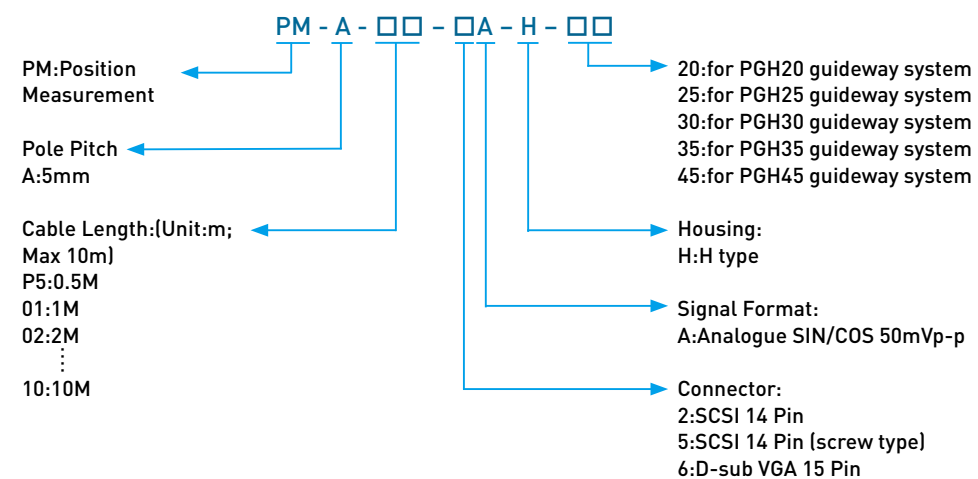 PM - A - □□ – □A – H – □□
PM:Position
Measurement
Pole Pitch
A:5mm
Cable Length:(Unit:m;
Max 10m)
P5:0.5M
01:1M
02:2M
⋮
10:10M
20:for PGH20 guideway system
25:for PGH25 guideway system
30:for PGH30 guideway system
35:for PGH35 guideway system
45:for PGH45 guideway system
Housing:
H:H type
Signal Format:
A:Analogue SIN/COS 50mVp-p
Connector:
2:SCSI 14 Pin
5:SCSI 14 Pin (screw type)
6:D-sub VGA 15 Pin